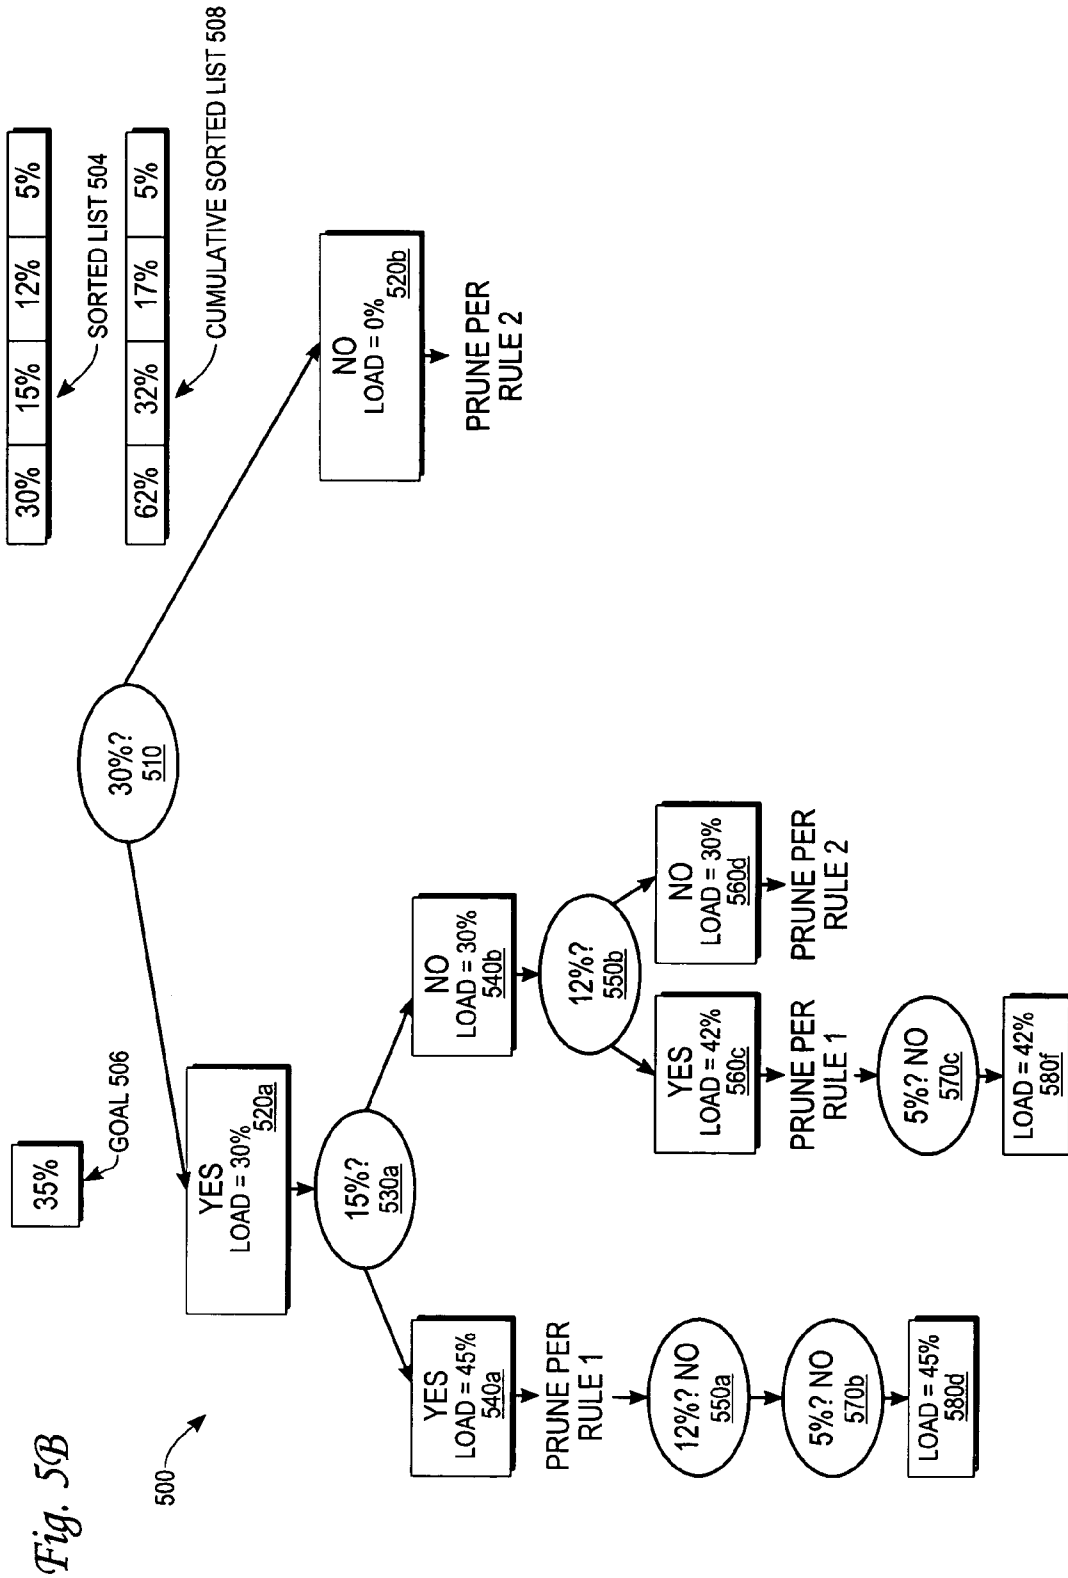 Fig. 5B
500
35%
GOAL 506
30% 15% 12% 5%
SORTED LIST 504
62% 32% 17% 5%
CUMULATIVE SORTED LIST 508
30%?
510
YES
LOAD = 30%
520a
NO
LOAD = 0%
520b
PRUNE PER
RULE 2
15%?
530a
YES
LOAD = 45%
540a
PRUNE PER
RULE 1
NO
LOAD = 30%
540b
12%?
550b
12%? NO
550a
YES
LOAD = 42%
560c
PRUNE PER
RULE 1
NO
LOAD = 30%
560d
PRUNE PER
RULE 2
5%? NO
570b
5%? NO
570c
LOAD = 45%
580d
LOAD = 42%
580f